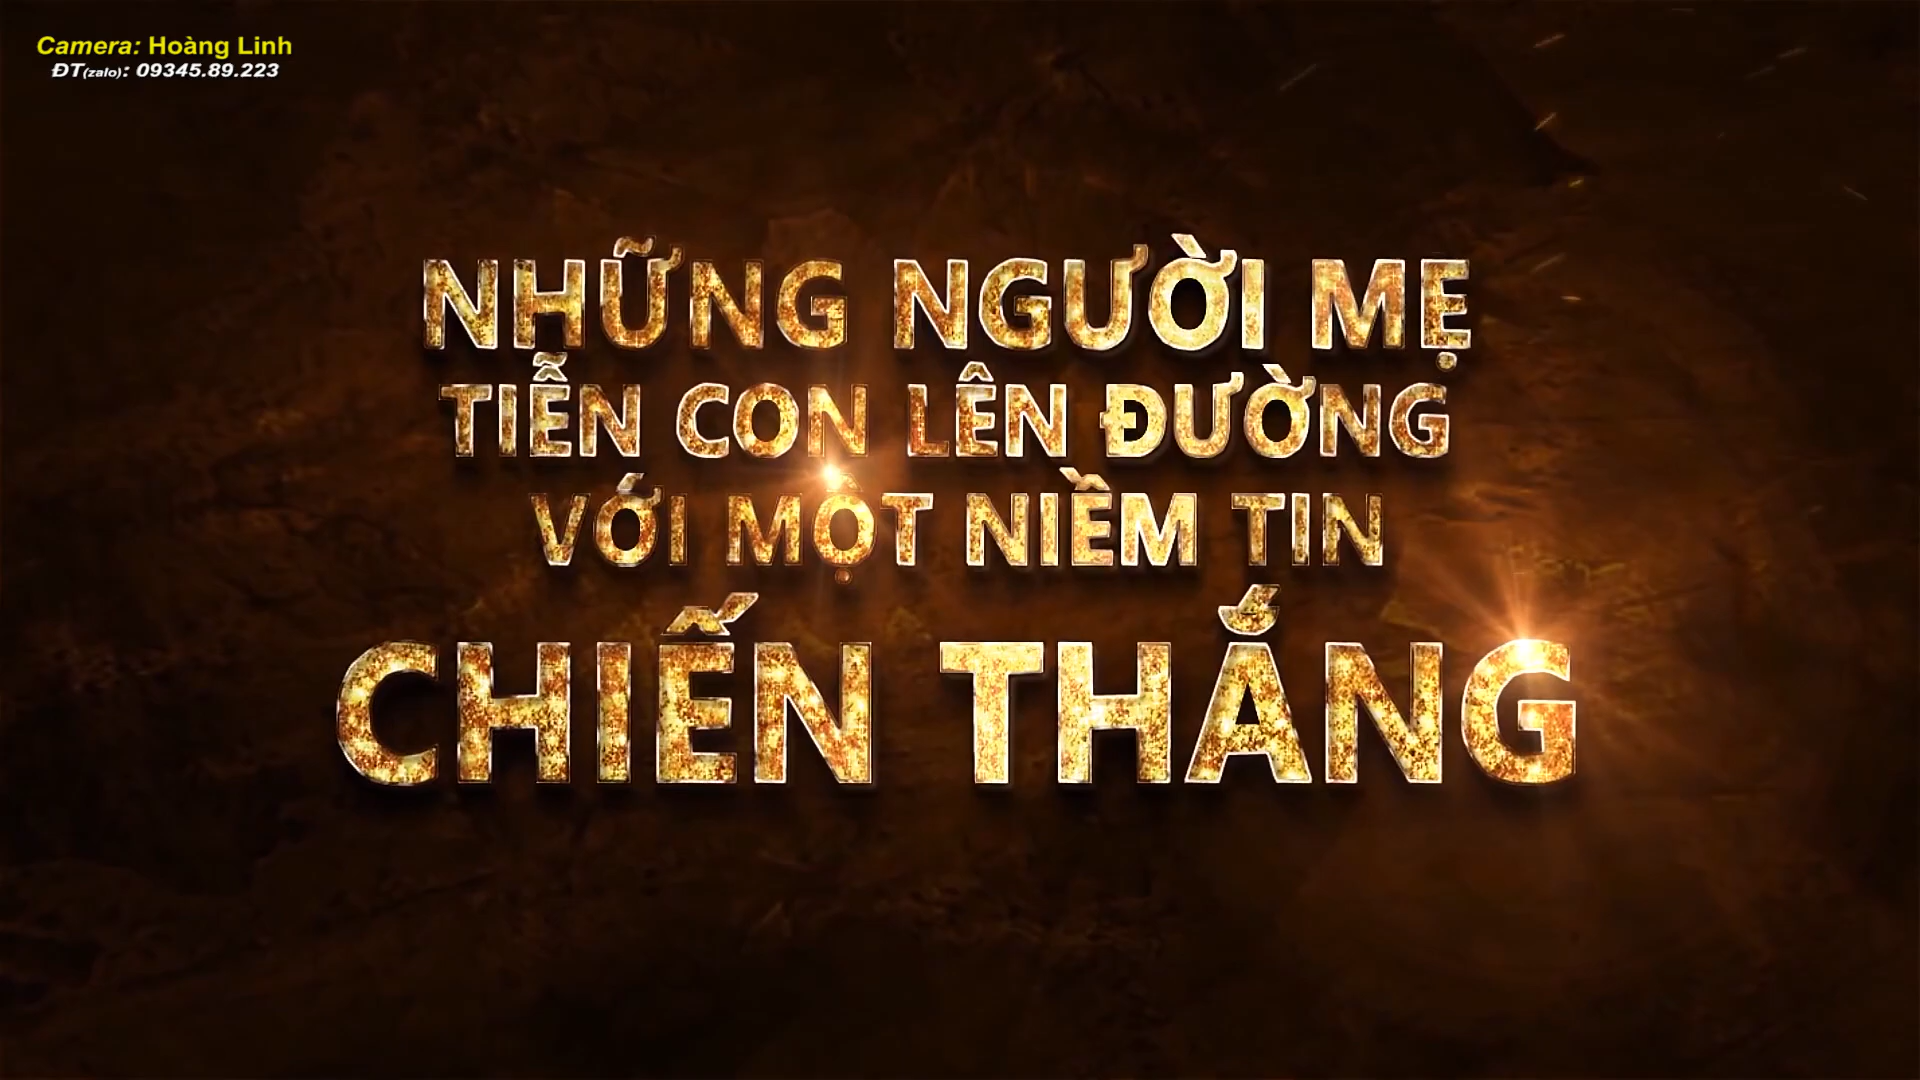 Camera: Hoàng Linh
ĐT(zalo): 09345.89.223
NHỮNG NGƯỜI MẸ
TIỄN CON LÊN ĐƯỜNG
VỚI MỘT NIỀM TIN
CHIẾN THẮNG